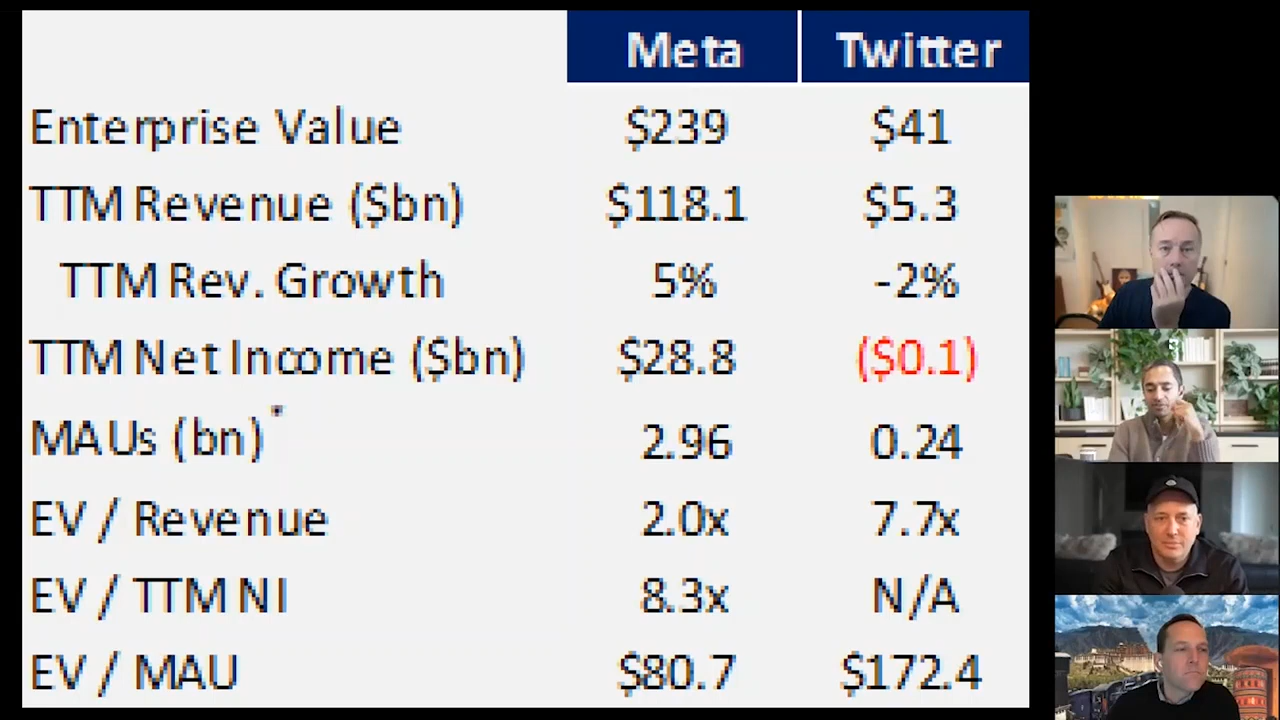 Meta Twitter
Enterprise Value $239 $41
TTM Revenue ($bn) $118.1 $5.3
TTM Rev. Growth 5% -2%
TTM Net Income ($bn) $28.8 ($0.1)
MAUs (bn)* 2.96 0.24
EV / Revenue 2.0x 7.7x
EV / TTM NI 8.3x N/A
EV / MAU $80.7 $172.4